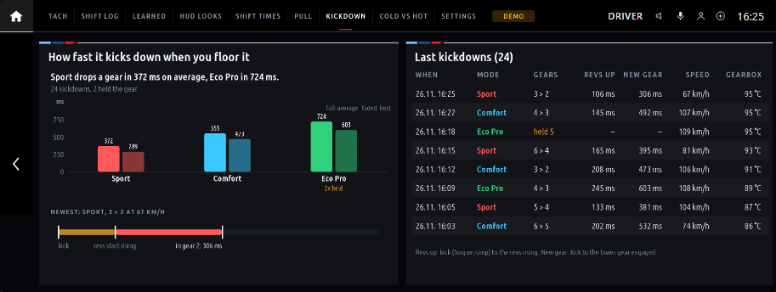 TACH SHIFT LOG LEARNED HUD LOOKS SHIFT TIMES PULL KICKDOWN COLD VS HOT SETTINGS DEMO DRIVER 16:25
How fast it kicks down when you floor it
Sport drops a gear in 372 ms on average, Eco Pro in 724 ms.
24 kickdowns, 2 held the gear
ms
full: average faded: best
750
500
250
0
372
289
555
473
724
603
Sport
Comfort
Eco Pro
2x held
NEWEST: SPORT, 3 > 2 AT 67 KM/H
kick
revs start rising
in gear 2: 306 ms
Last kickdowns (24)
WHEN MODE GEARS REVS UP NEW GEAR SPEED GEARBOX
26.11. 16:25 Sport 3 > 2 106 ms 306 ms 67 km/h 95 °C
26.11. 16:22 Comfort 4 > 3 145 ms 492 ms 107 km/h 95 °C
26.11. 16:18 Eco Pro held 5 – – 109 km/h 95 °C
26.11. 16:15 Sport 6 > 4 165 ms 395 ms 81 km/h 93 °C
26.11. 16:12 Comfort 3 > 2 208 ms 473 ms 106 km/h 91 °C
26.11. 16:09 Eco Pro 4 > 3 245 ms 603 ms 108 km/h 89 °C
26.11. 16:05 Sport 5 > 4 133 ms 381 ms 104 km/h 87 °C
26.11. 16:03 Comfort 6 > 5 202 ms 532 ms 74 km/h 86 °C
Revs up: kick (torque jump) to the revs rising. New gear: kick to the lower gear engaged